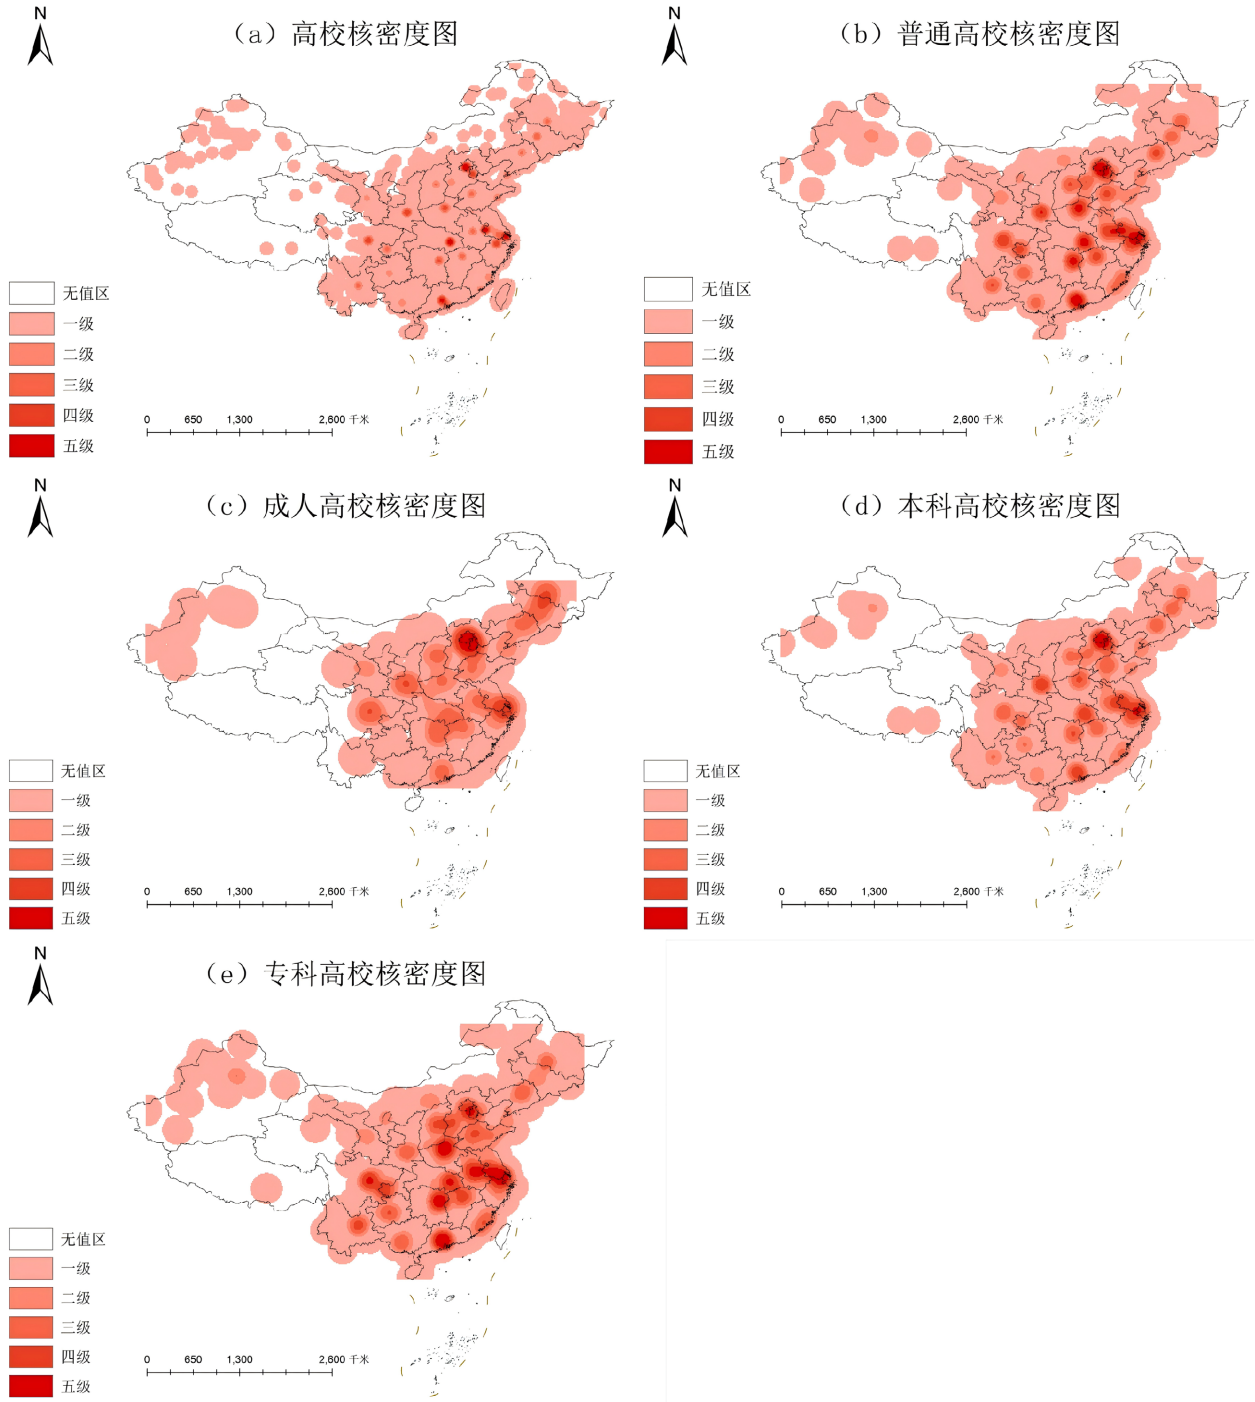 N
(a) 高校核密度图
无值区
一级
二级
三级
四级
五级
0 650 1,300 2,600 千米
N
(b) 普通高校核密度图
无值区
一级
二级
三级
四级
五级
0 650 1,300 2,600 千米
N
(c) 成人高校核密度图
无值区
一级
二级
三级
四级
五级
0 650 1,300 2,600 千米
N
(d) 本科高校核密度图
无值区
一级
二级
三级
四级
五级
0 650 1,300 2,600 千米
N
(e) 专科高校核密度图
无值区
一级
二级
三级
四级
五级
0 650 1,300 2,600 千米